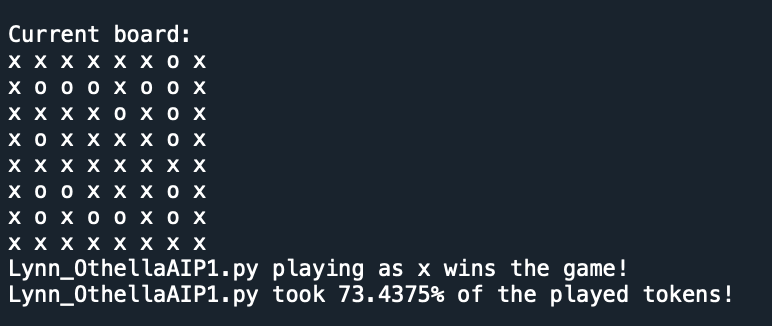 Current board:
x x x x x x o x
x o o o x o o x
x x x x o x o x
x o x x x x o x
x x x x x x x x
x o o x x x o x
x o x o o x o x
x x x x x x x x
Lynn_OthellaAIP1.py playing as x wins the game!
Lynn_OthellaAIP1.py took 73.4375% of the played tokens!